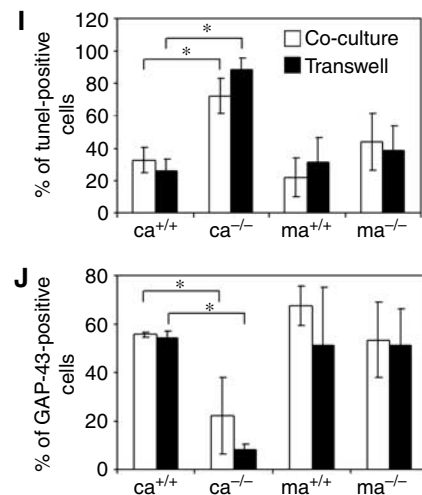 I
% of tunel-positive
cells
120
100
80
60
40
20
0
*
*
Co-culture
Transwell
ca+/+
ca−/−
ma+/+
ma−/−
J
% of GAP-43-positive
cells
80
60
40
20
0
*
*
ca+/+
ca−/−
ma+/+
ma−/−